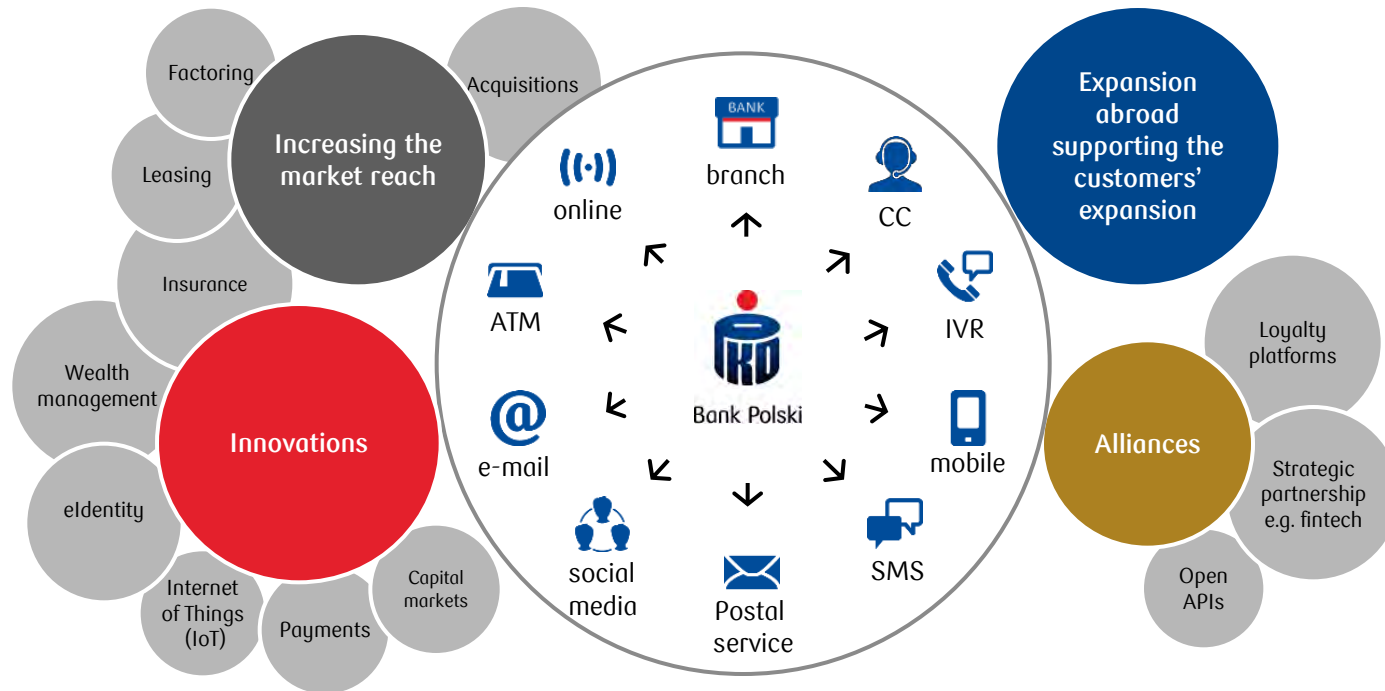 Factoring
Acquisitions
Leasing
Increasing the
market reach
Insurance
Wealth
management
Innovations
eIdentity
Internet
of Things
(IoT)
Payments
Capital
markets
BANK
branch
online
CC
ATM
IVR
e-mail
mobile
social
media
SMS
Postal
service
Bank Polski
Expansion
abroad
supporting the
customers'
expansion
Loyalty
platforms
Alliances
Strategic
partnership
e.g. fintech
Open
APIs